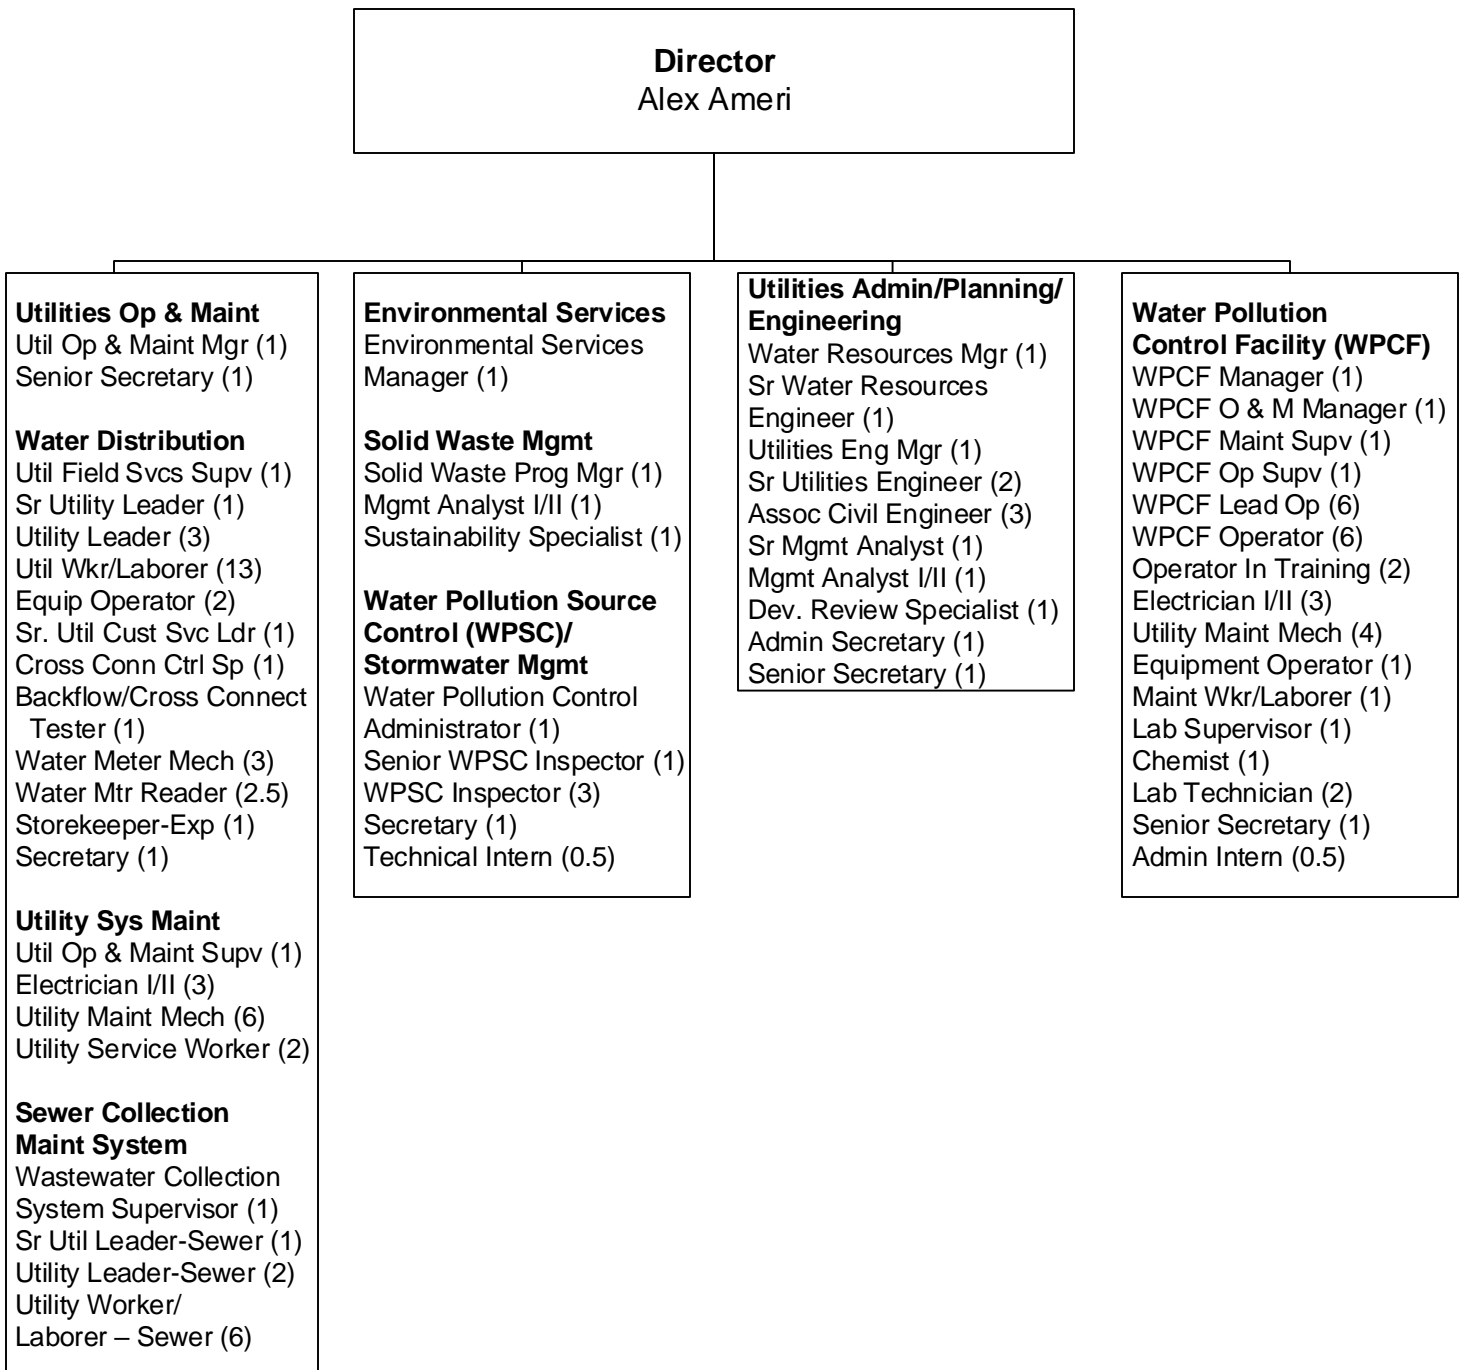 Director
Alex Ameri
Utilities Op & Maint
Util Op & Maint Mgr (1)
Senior Secretary (1)
Water Distribution
Util Field Svcs Supv (1)
Sr Utility Leader (1)
Utility Leader (3)
Util Wkr/Laborer (13)
Equip Operator (2)
Sr. Util Cust Svc Ldr (1)
Cross Conn Ctrl Sp (1)
Backflow/Cross Connect
Tester (1)
Water Meter Mech (3)
Water Mtr Reader (2.5)
Storekeeper-Exp (1)
Secretary (1)
Utility Sys Maint
Util Op & Maint Supv (1)
Electrician I/II (3)
Utility Maint Mech (6)
Utility Service Worker (2)
Sewer Collection
Maint System
Wastewater Collection
System Supervisor (1)
Sr Util Leader-Sewer (1)
Utility Leader-Sewer (2)
Utility Worker/
Laborer – Sewer (6)
Environmental Services
Environmental Services
Manager (1)
Solid Waste Mgmt
Solid Waste Prog Mgr (1)
Mgmt Analyst I/II (1)
Sustainability Specialist (1)
Water Pollution Source
Control (WPSC)/
Stormwater Mgmt
Water Pollution Control
Administrator (1)
Senior WPSC Inspector (1)
WPSC Inspector (3)
Secretary (1)
Technical Intern (0.5)
Utilities Admin/Planning/
Engineering
Water Resources Mgr (1)
Sr Water Resources
Engineer (1)
Utilities Eng Mgr (1)
Sr Utilities Engineer (2)
Assoc Civil Engineer (3)
Sr Mgmt Analyst (1)
Mgmt Analyst I/II (1)
Dev. Review Specialist (1)
Admin Secretary (1)
Senior Secretary (1)
Water Pollution
Control Facility (WPCF)
WPCF Manager (1)
WPCF O & M Manager (1)
WPCF Maint Supv (1)
WPCF Op Supv (1)
WPCF Lead Op (6)
WPCF Operator (6)
Operator In Training (2)
Electrician I/II (3)
Utility Maint Mech (4)
Equipment Operator (1)
Maint Wkr/Laborer (1)
Lab Supervisor (1)
Chemist (1)
Lab Technician (2)
Senior Secretary (1)
Admin Intern (0.5)